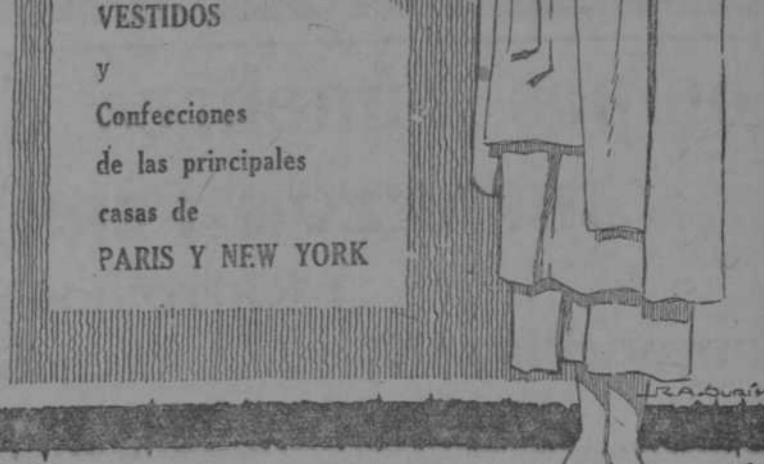 VESTIDOS
y
Confecciones
de las principales
casas de
PARIS Y NEW YORK